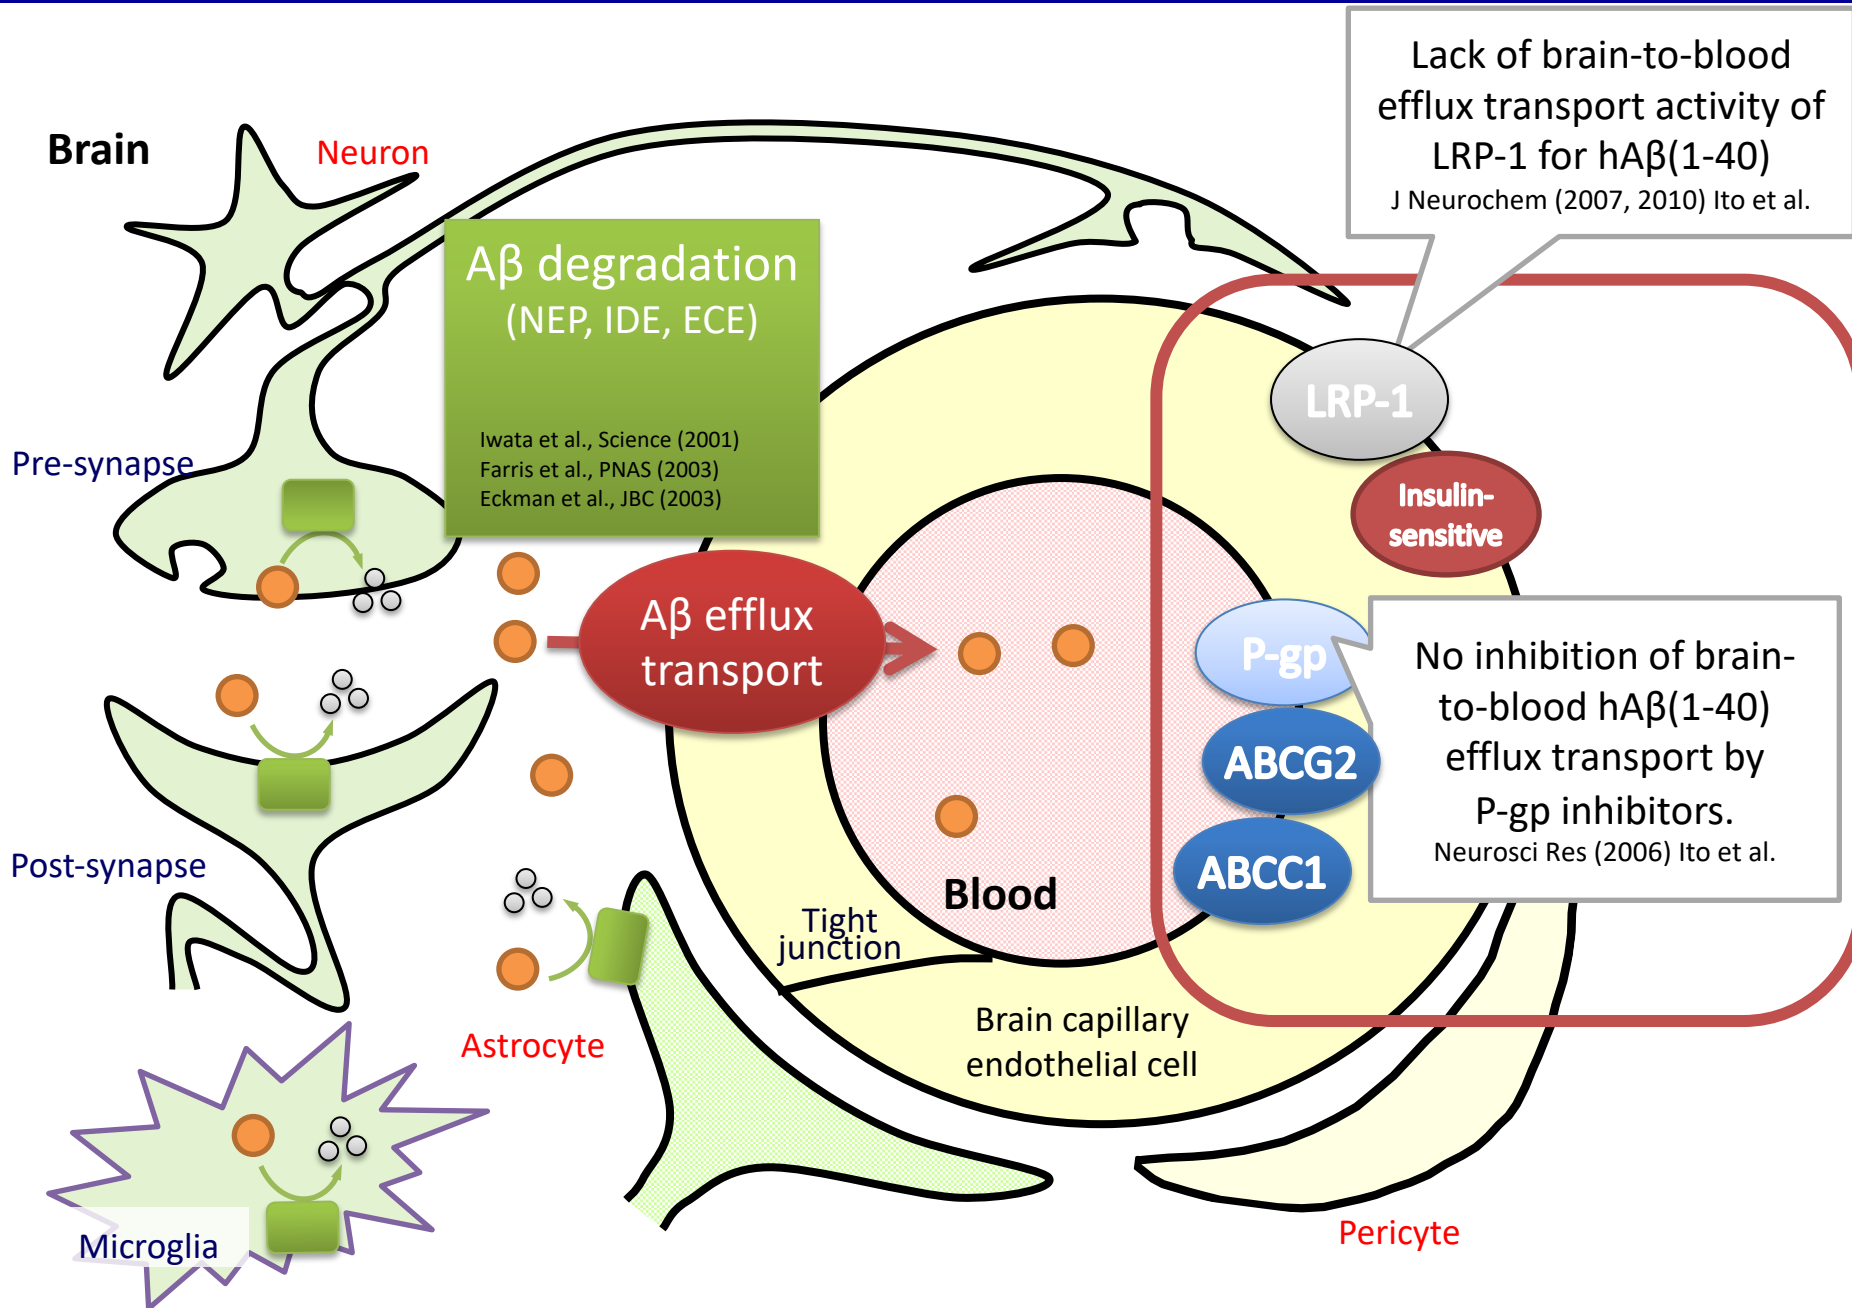 Lack of brain-to-blood
efflux transport activity of
LRP-1 for hAβ(1-40)
J Neurochem (2007, 2010) Ito et al.
Brain
Neuron
Aβ degradation
(NEP, IDE, ECE)
Iwata et al., Science (2001)
Farris et al., PNAS (2003)
Eckman et al., JBC (2003)
LRP-1
Pre-synapse
Insulin-
sensitive
Aβ efflux
transport
P-gp
No inhibition of brain-
to-blood hAβ(1-40)
efflux transport by
P-gp inhibitors.
Neurosci Res (2006) Ito et al.
ABCG2
ABCC1
Post-synapse
Blood
Tight
junction
Brain capillary
endothelial cell
Astrocyte
Microglia
Pericyte